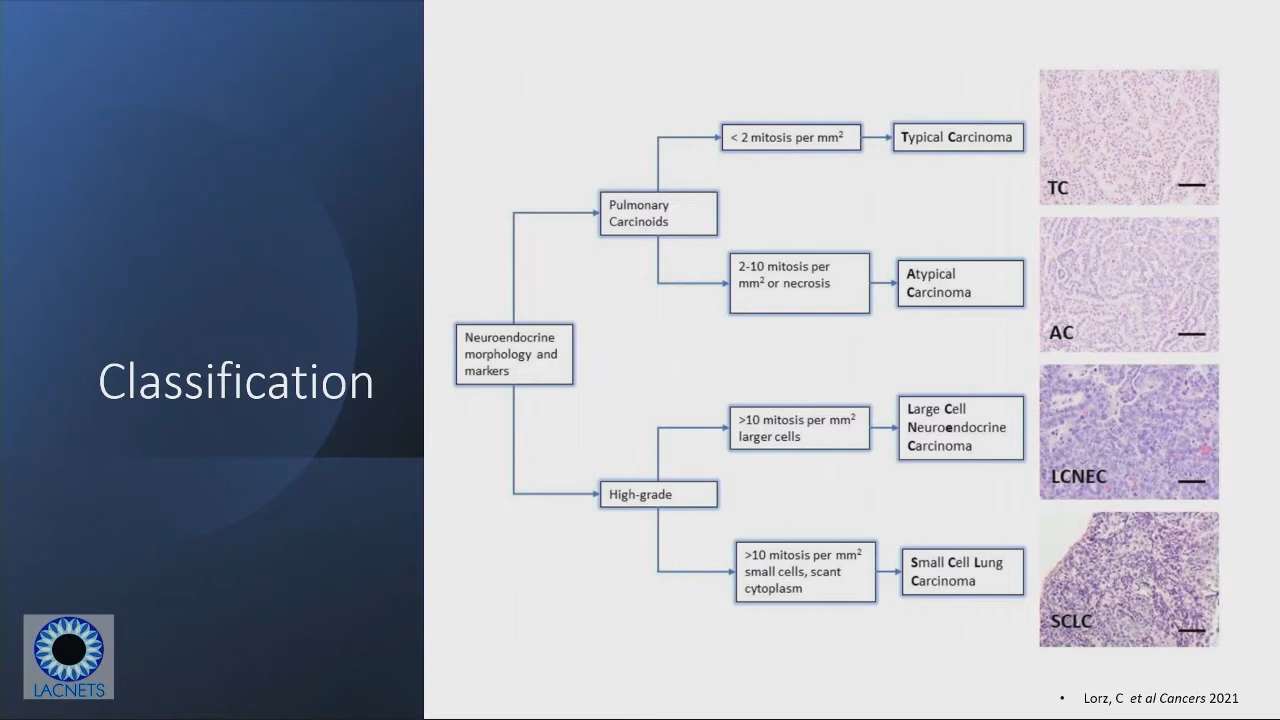 Classification
LACNETS
Neuroendocrine
morphology and
markers
Pulmonary
Carcinoids
< 2 mitosis per mm²
Typical Carcinoma
2-10 mitosis per
mm² or necrosis
Atypical
Carcinoma
High-grade
>10 mitosis per mm²
larger cells
Large Cell
Neuroendocrine
Carcinoma
>10 mitosis per mm²
small cells, scant
cytoplasm
Small Cell Lung
Carcinoma
TC
AC
LCNEC
SCLC
• Lorz, C et al Cancers 2021